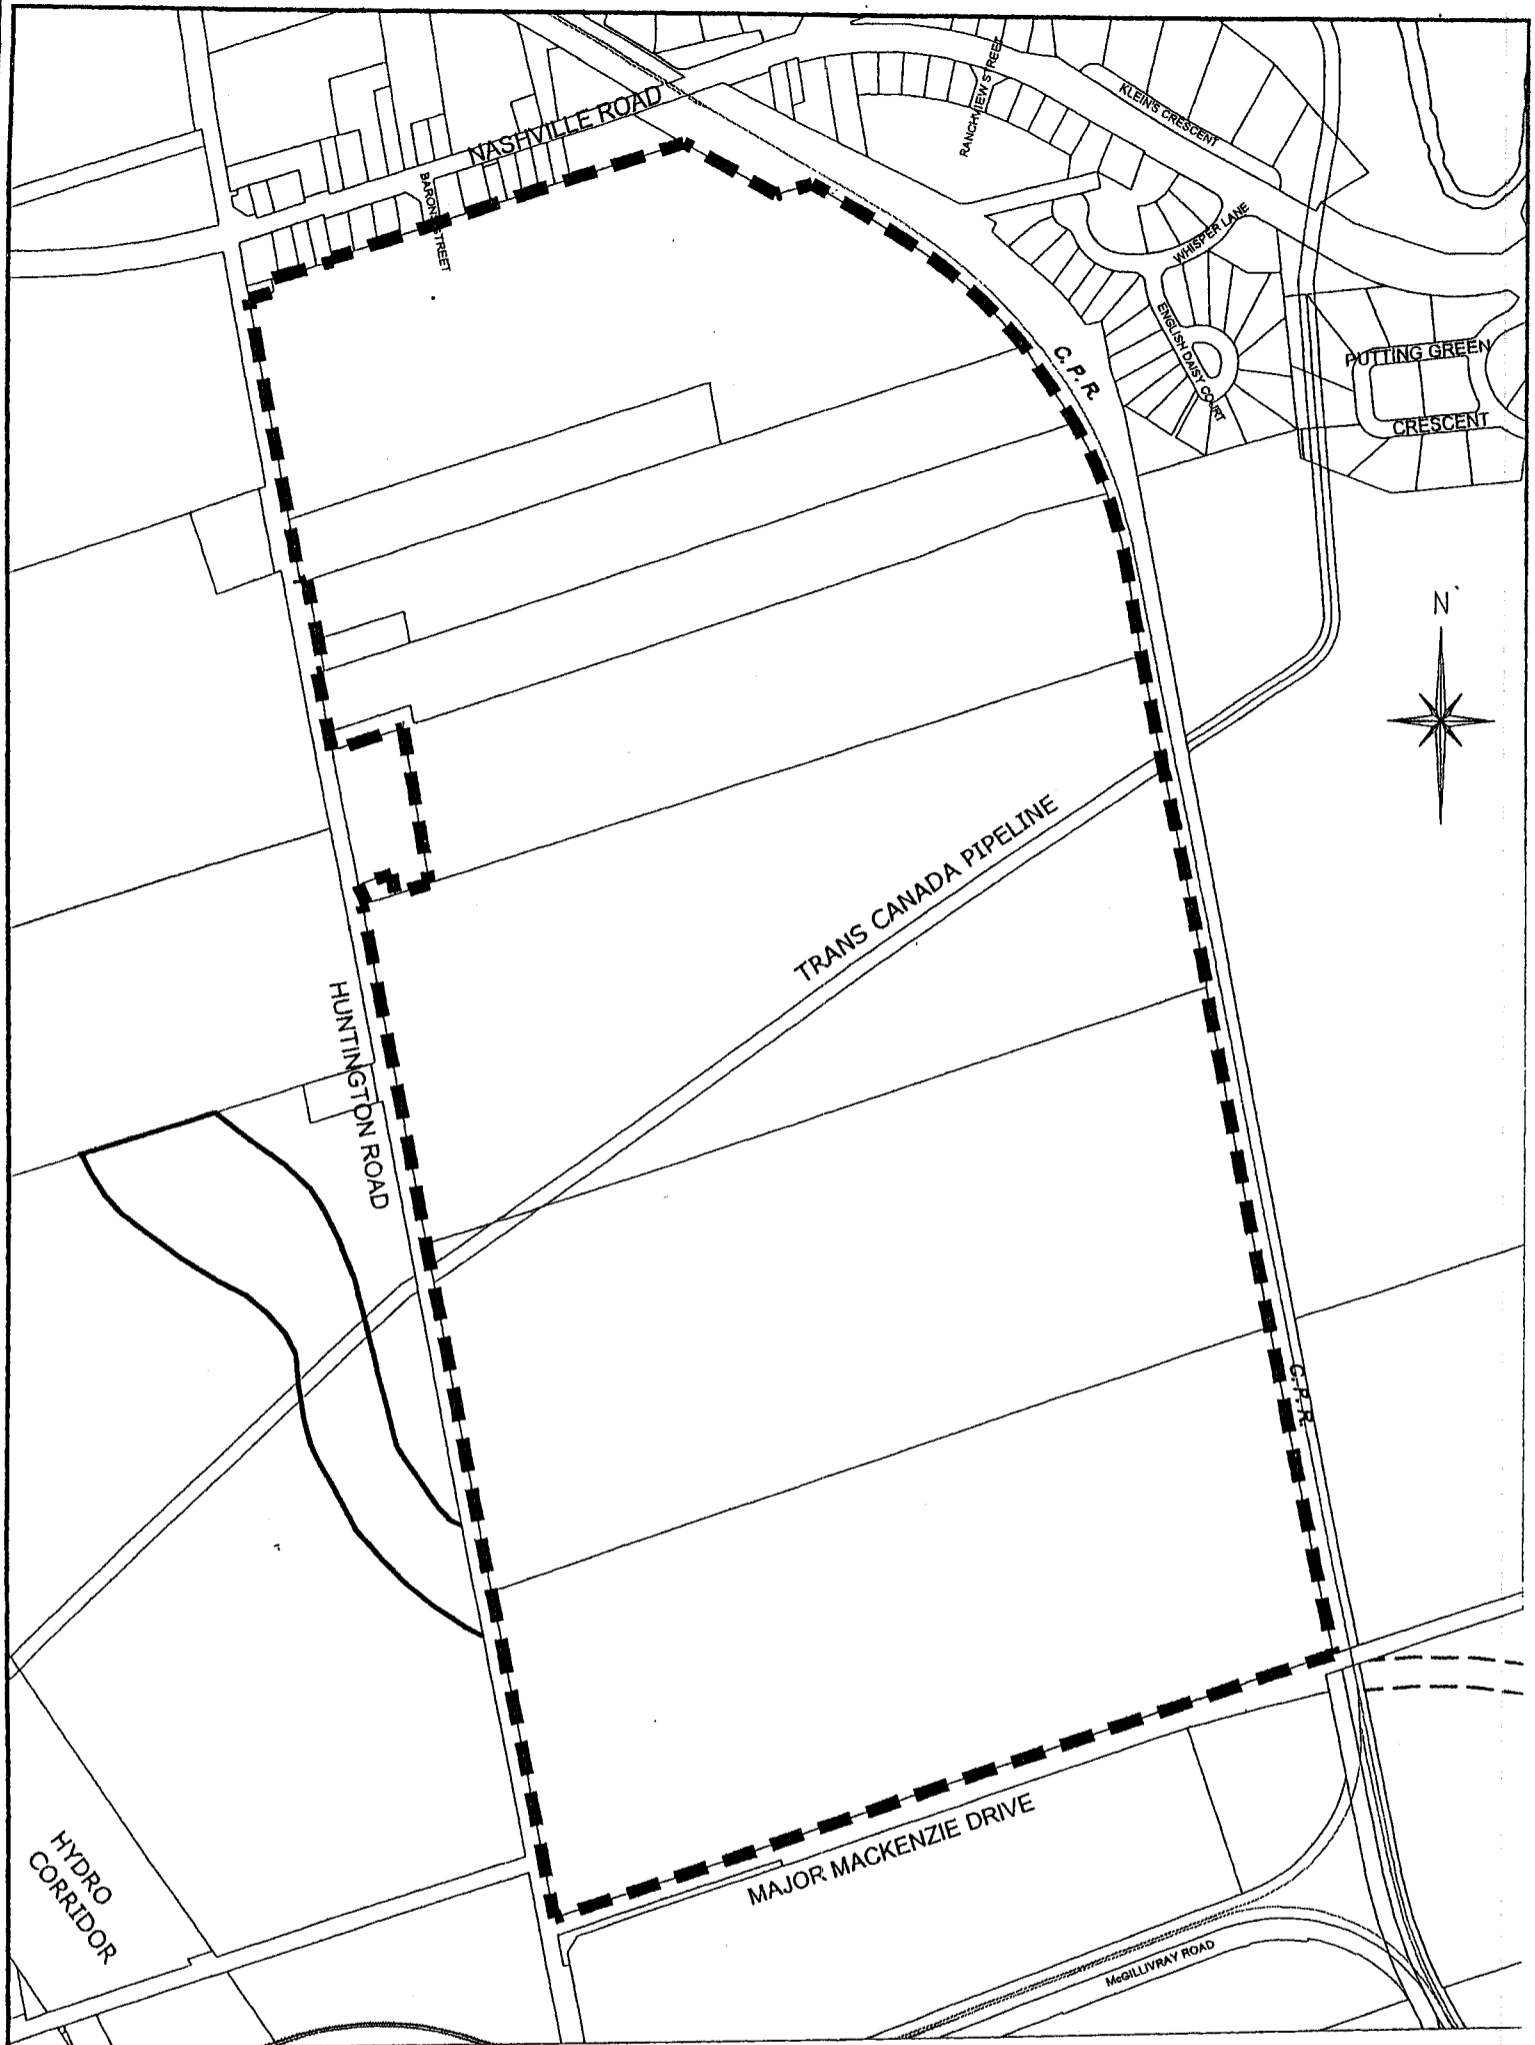 NASHVILLE ROAD
RANCHVIEW STREET
KLEIN'S CRESCENT
WHISPER LANE
ENGLISH DAISY COURT
PUTTING GREEN
CRESCENT
C. P. R.
N
TRANS CANADA PIPELINE
HUNTINGTON ROAD
C. P. R.
MAJOR MACKENZIE DRIVE
HYDRO
CORRIDOR
McGILLIVRAY ROAD